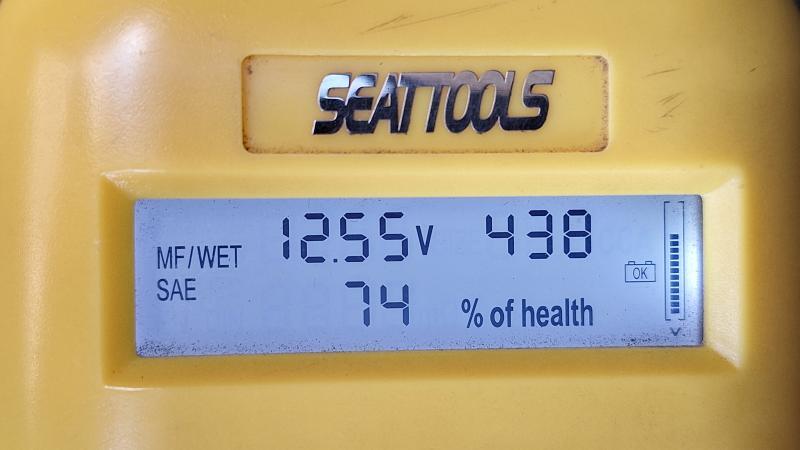 SEATTOOLS
MF/WET 12.55V 438
SAE 74 % of health
OK